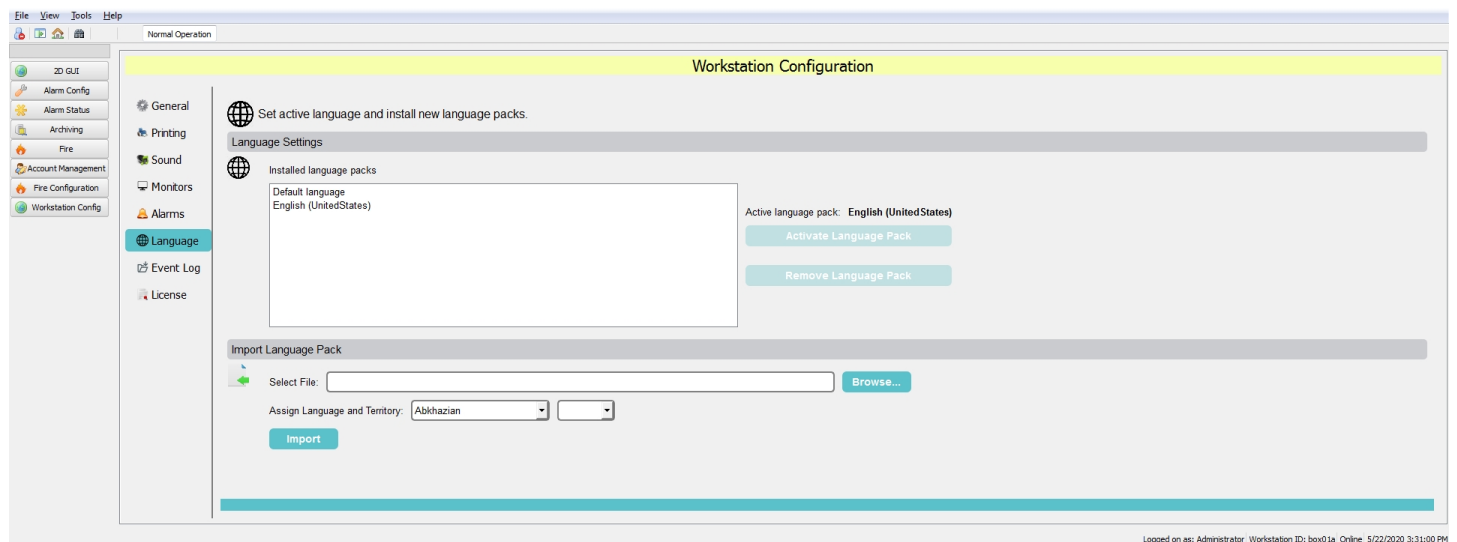 File View Tools Help
Normal Operation
2D GUI
Alarm Config
Alarm Status
Archiving
Fire
Account Management
Fire Configuration
Workstation Config
Workstation Configuration
General
Printing
Sound
Monitors
Alarms
Language
Event Log
License
Set active language and install new language packs.
Language Settings
Installed language packs
Default language
English (UnitedStates)
Active language pack: English (UnitedStates)
Activate Language Pack
Remove Language Pack
Import Language Pack
Select File: Browse...
Assign Language and Territory: Abkhazian
Import
Logged on as: Administrator Workstation ID: box01a Online 5/22/2020 3:31:00 PM